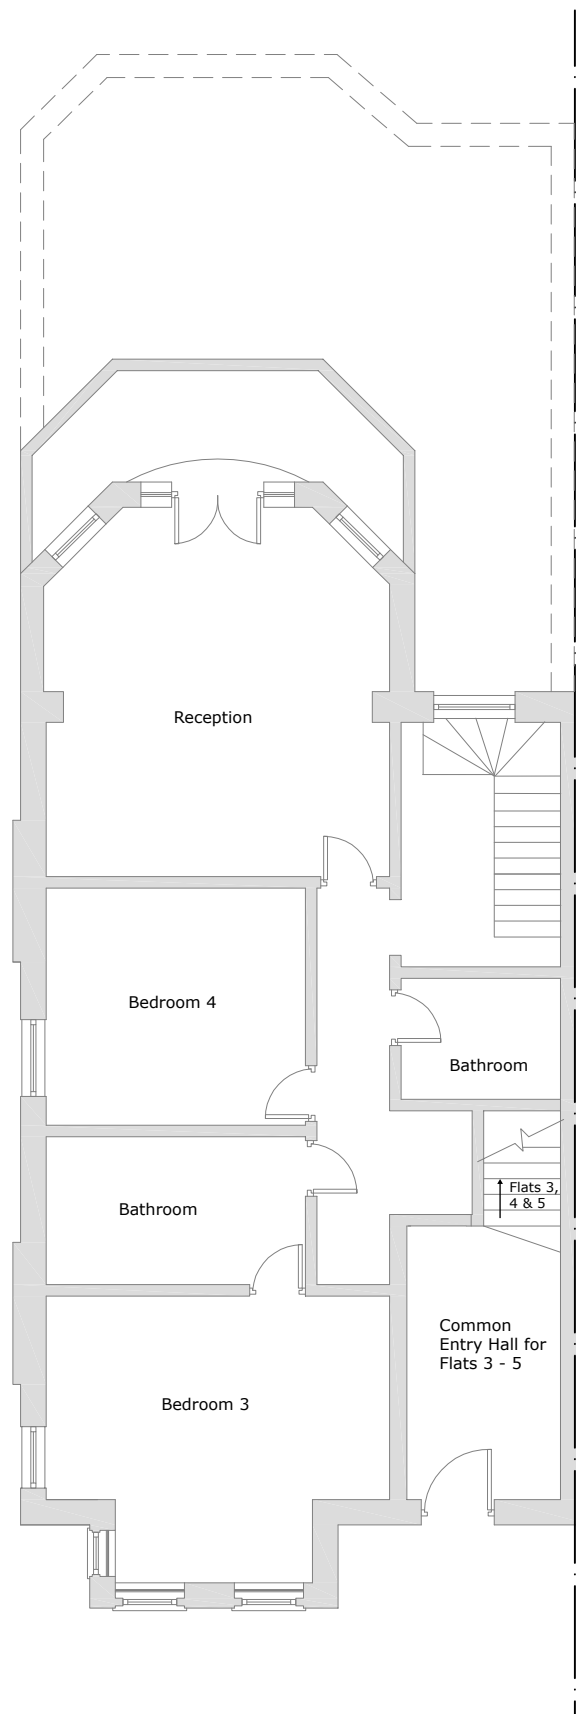 Reception
Bedroom 4
Bathroom
Flats 3,
4 & 5
Bathroom
Common
Entry Hall for
Flats 3 - 5
Bedroom 3